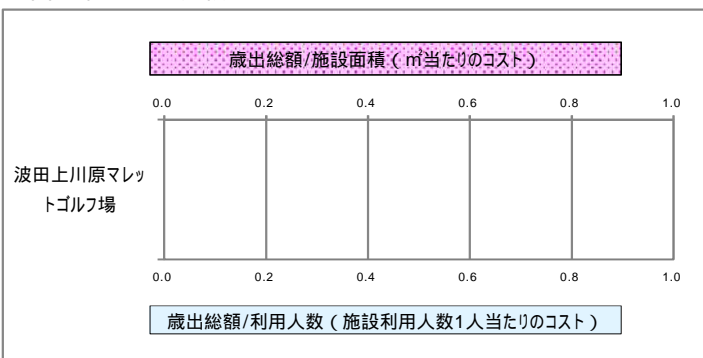 歳出総額/施設面積（㎡当たりのコスト）
0.0 0.2 0.4 0.6 0.8 1.0
波田上川原マレッ
トゴルフ場
0.0 0.2 0.4 0.6 0.8 1.0
歳出総額/利用人数（施設利用人数1人当たりのコスト）